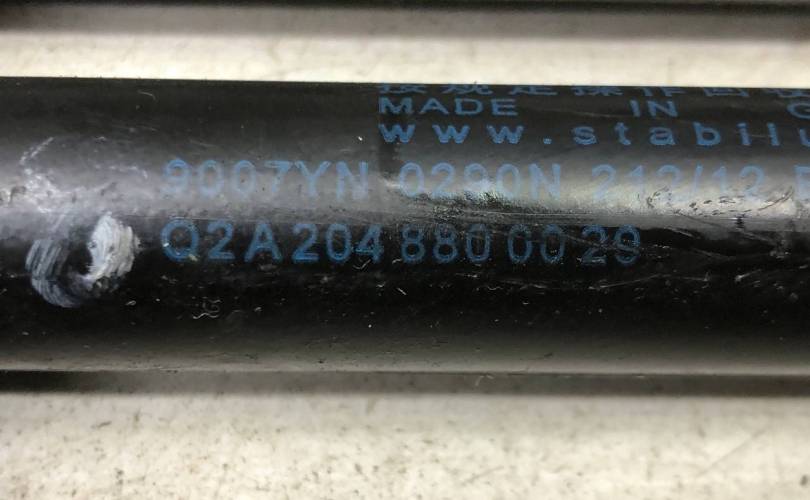 MADE IN G
www.stabilu
9007YN 0290N 212/12
Q2A 204 880 00 29